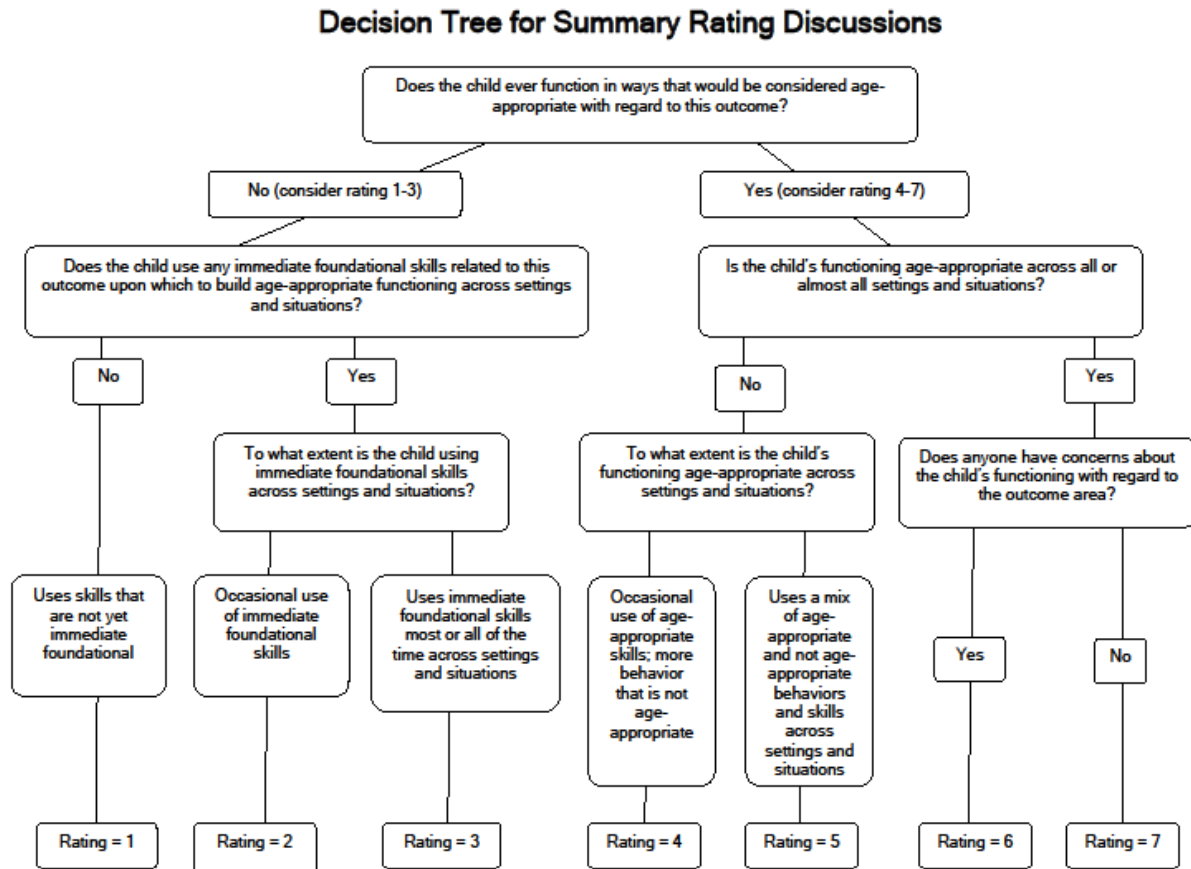 Decision Tree for Summary Rating Discussions
Does the child ever function in ways that would be considered age-
appropriate with regard to this outcome?
No (consider rating 1-3)
Yes (consider rating 4-7)
Does the child use any immediate foundational skills related to this
outcome upon which to build age-appropriate functioning across settings
and situations?
Is the child's functioning age-appropriate across all or
almost all settings and situations?
No
Yes
No
Yes
To what extent is the child using
immediate foundational skills
across settings and situations?
To what extent is the child's
functioning age-appropriate across
settings and situations?
Does anyone have concerns about
the child's functioning with regard to
the outcome area?
Uses skills that
are not yet
immediate
foundational
Occasional use
of immediate
foundational
skills
Uses immediate
foundational skills
most or all of the
time across settings
and situations
Occasional
use of age-
appropriate
skills; more
behavior
that is not
age-
appropriate
Uses a mix
of age-
appropriate
and not age-
appropriate
behaviors
and skills
across
settings and
situations
Yes
No
Rating = 1
Rating = 2
Rating = 3
Rating = 4
Rating = 5
Rating = 6
Rating = 7